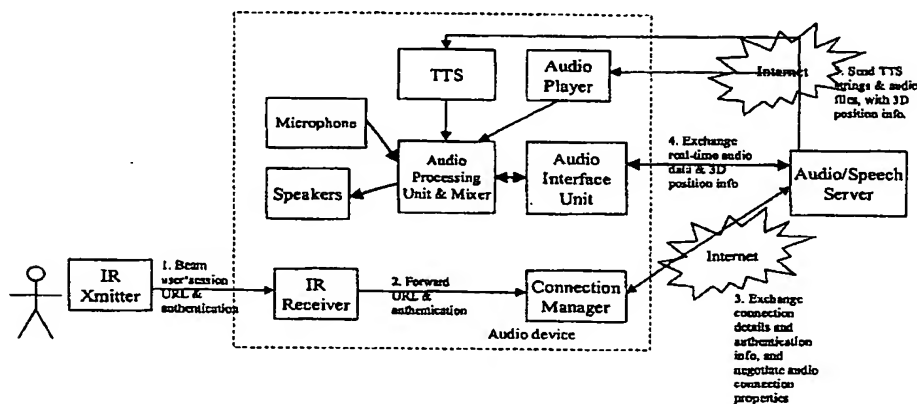 TTS
Audio
Player
Internet
Send TTS
strings & audio
files, with 3D
position info.
Microphone
Audio
Processing
Unit & Mixer
Audio
Interface
Unit
4. Exchange
real-time audio
data & 3D
position info
Audio/Speech
Server
Speakers
Internet
IR
Xmitter
1. Beam
user'session
URL &
authentication
IR
Receiver
2. Forward
URL &
authentication
Connection
Manager
Audio device
3. Exchange
connection
details and
authentication
info, and
negotiate audio
connection
properties